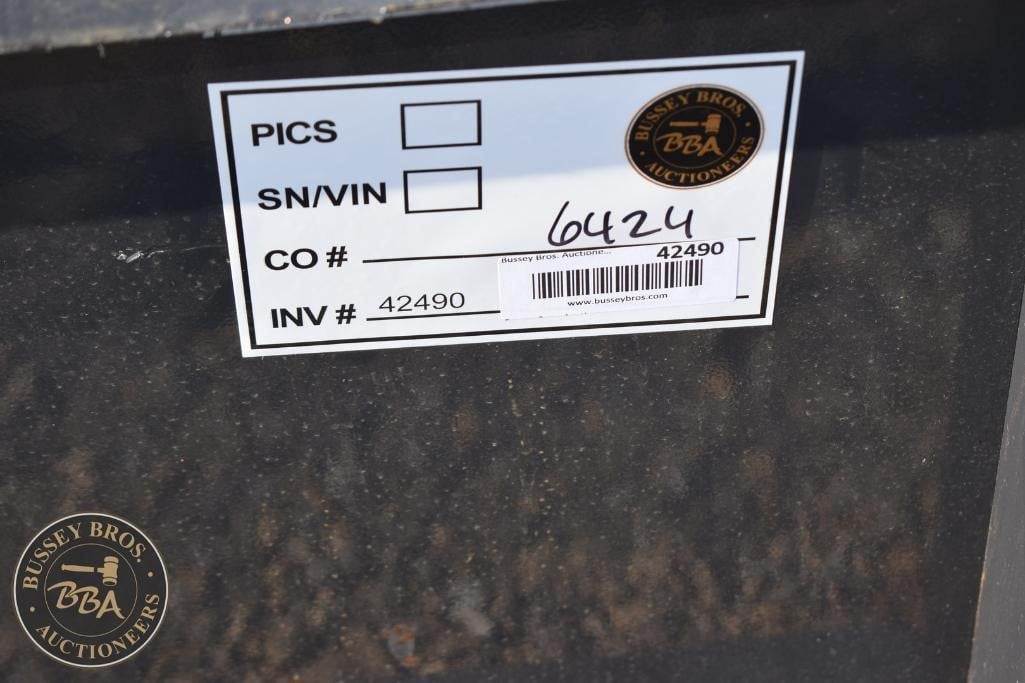 PICS
BUSSEY BROS.
BBA
AUCTIONEERS
SN/VIN
CO # 6424
Bussey Bros. Auctione... 42490
INV # 42490
www.busseybros.com
BUSSEY BROS.
BBA
AUCTIONEERS